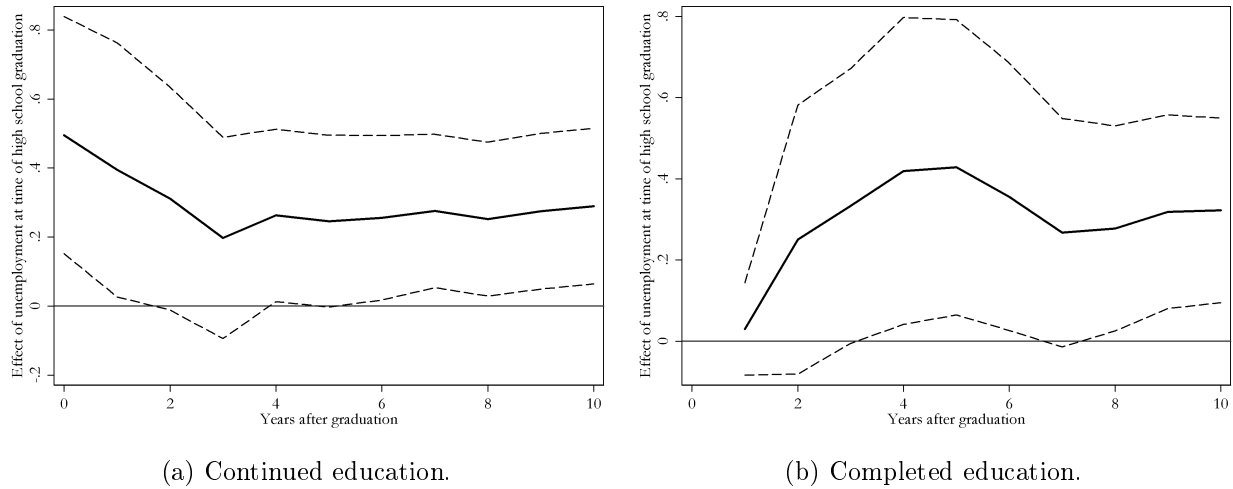 Effect of unemployment at time of high school graduation
.8
.6
.4
.2
0
-.2
0 2 4 6 8 10
Years after graduation
(a) Continued education.
Effect of unemployment at time of high school graduation
.8
.6
.4
.2
0
0 2 4 6 8 10
Years after graduation
(b) Completed education.